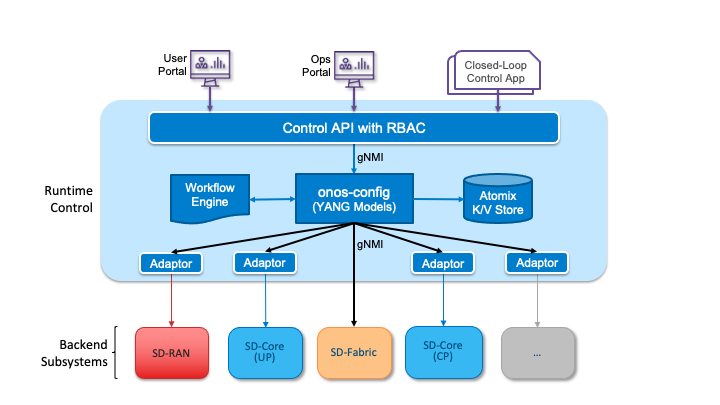 User
Portal
Ops
Portal
Closed-Loop
Control App
Control API with RBAC
gNMI
Runtime
Control
Workflow
Engine
onos-config
(YANG Models)
Atomix
K/V Store
gNMI
Adaptor
Adaptor
Adaptor
Adaptor
Backend
Subsystems
SD-RAN
SD-Core
(UP)
SD-Fabric
SD-Core
(CP)
...